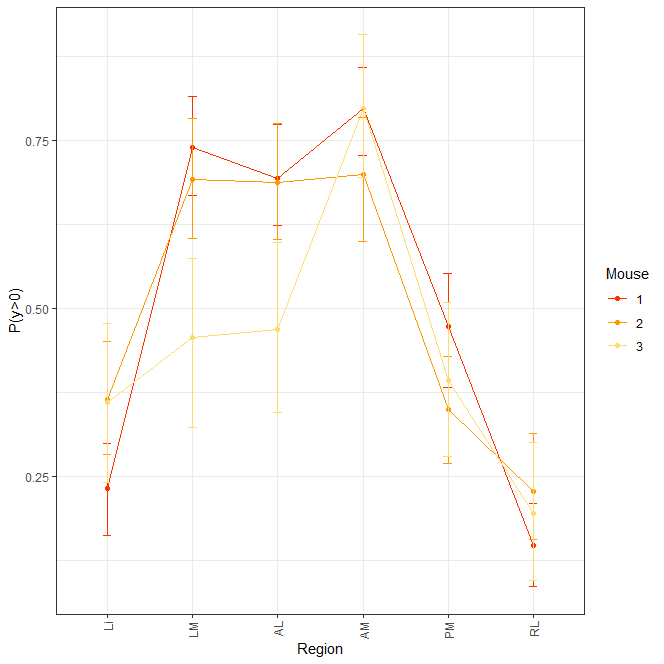 P(y>0)
0.75
0.50
0.25
Li
LM
AL
AM
PM
RL
Region
Mouse
1
2
3